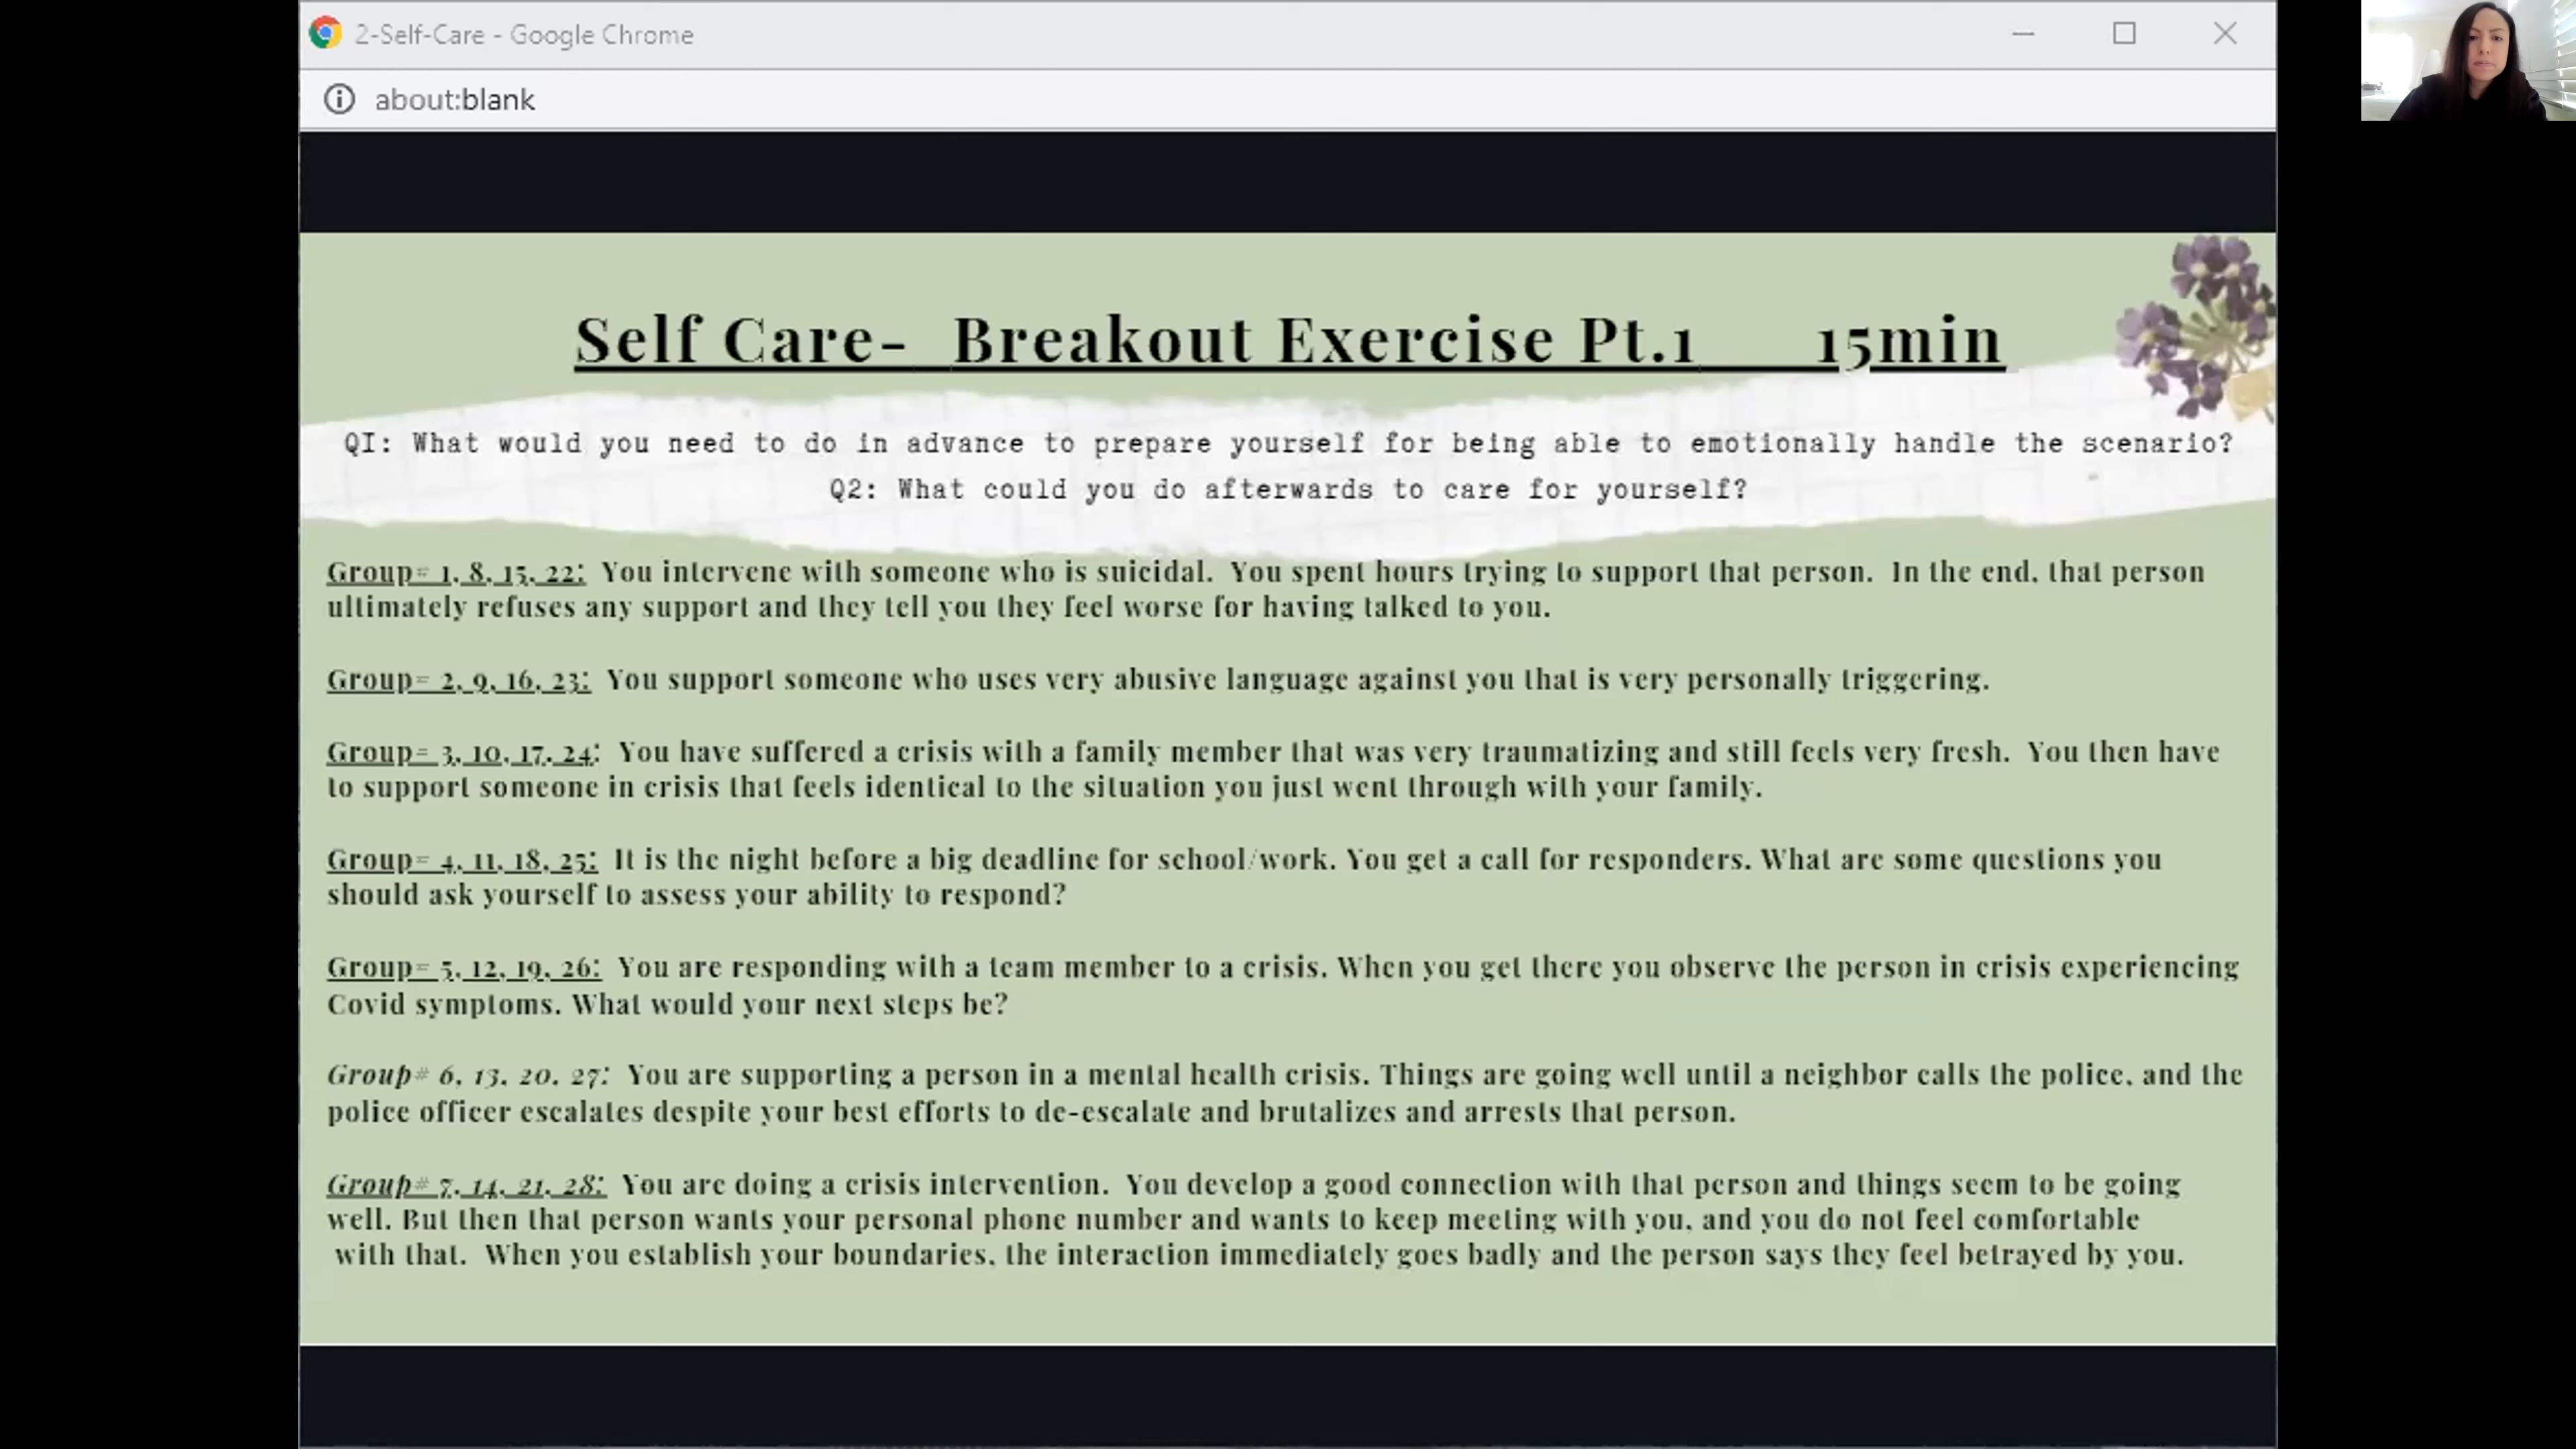 2-Self-Care - Google Chrome
about:blank
Self Care- Breakout Exercise Pt.1 15min
Q1: What would you need to do in advance to prepare yourself for being able to emotionally handle the scenario?
Q2: What could you do afterwards to care for yourself?
Group# 1, 8, 15, 22: You intervene with someone who is suicidal. You spent hours trying to support that person. In the end, that person
ultimately refuses any support and they tell you they feel worse for having talked to you.
Group# 2, 9, 16, 23: You support someone who uses very abusive language against you that is very personally triggering.
Group# 3, 10, 17, 24: You have suffered a crisis with a family member that was very traumatizing and still feels very fresh. You then have
to support someone in crisis that feels identical to the situation you just went through with your family.
Group# 4, 11, 18, 25: It is the night before a big deadline for school/work. You get a call for responders. What are some questions you
should ask yourself to assess your ability to respond?
Group# 5, 12, 19, 26: You are responding with a team member to a crisis. When you get there you observe the person in crisis experiencing
Covid symptoms. What would your next steps be?
Group# 6, 13, 20, 27: You are supporting a person in a mental health crisis. Things are going well until a neighbor calls the police, and the
police officer escalates despite your best efforts to de-escalate and brutalizes and arrests that person.
Group# 7, 14, 21, 28: You are doing a crisis intervention. You develop a good connection with that person and things seem to be going
well. But then that person wants your personal phone number and wants to keep meeting with you, and you do not feel comfortable
with that. When you establish your boundaries, the interaction immediately goes badly and the person says they feel betrayed by you.